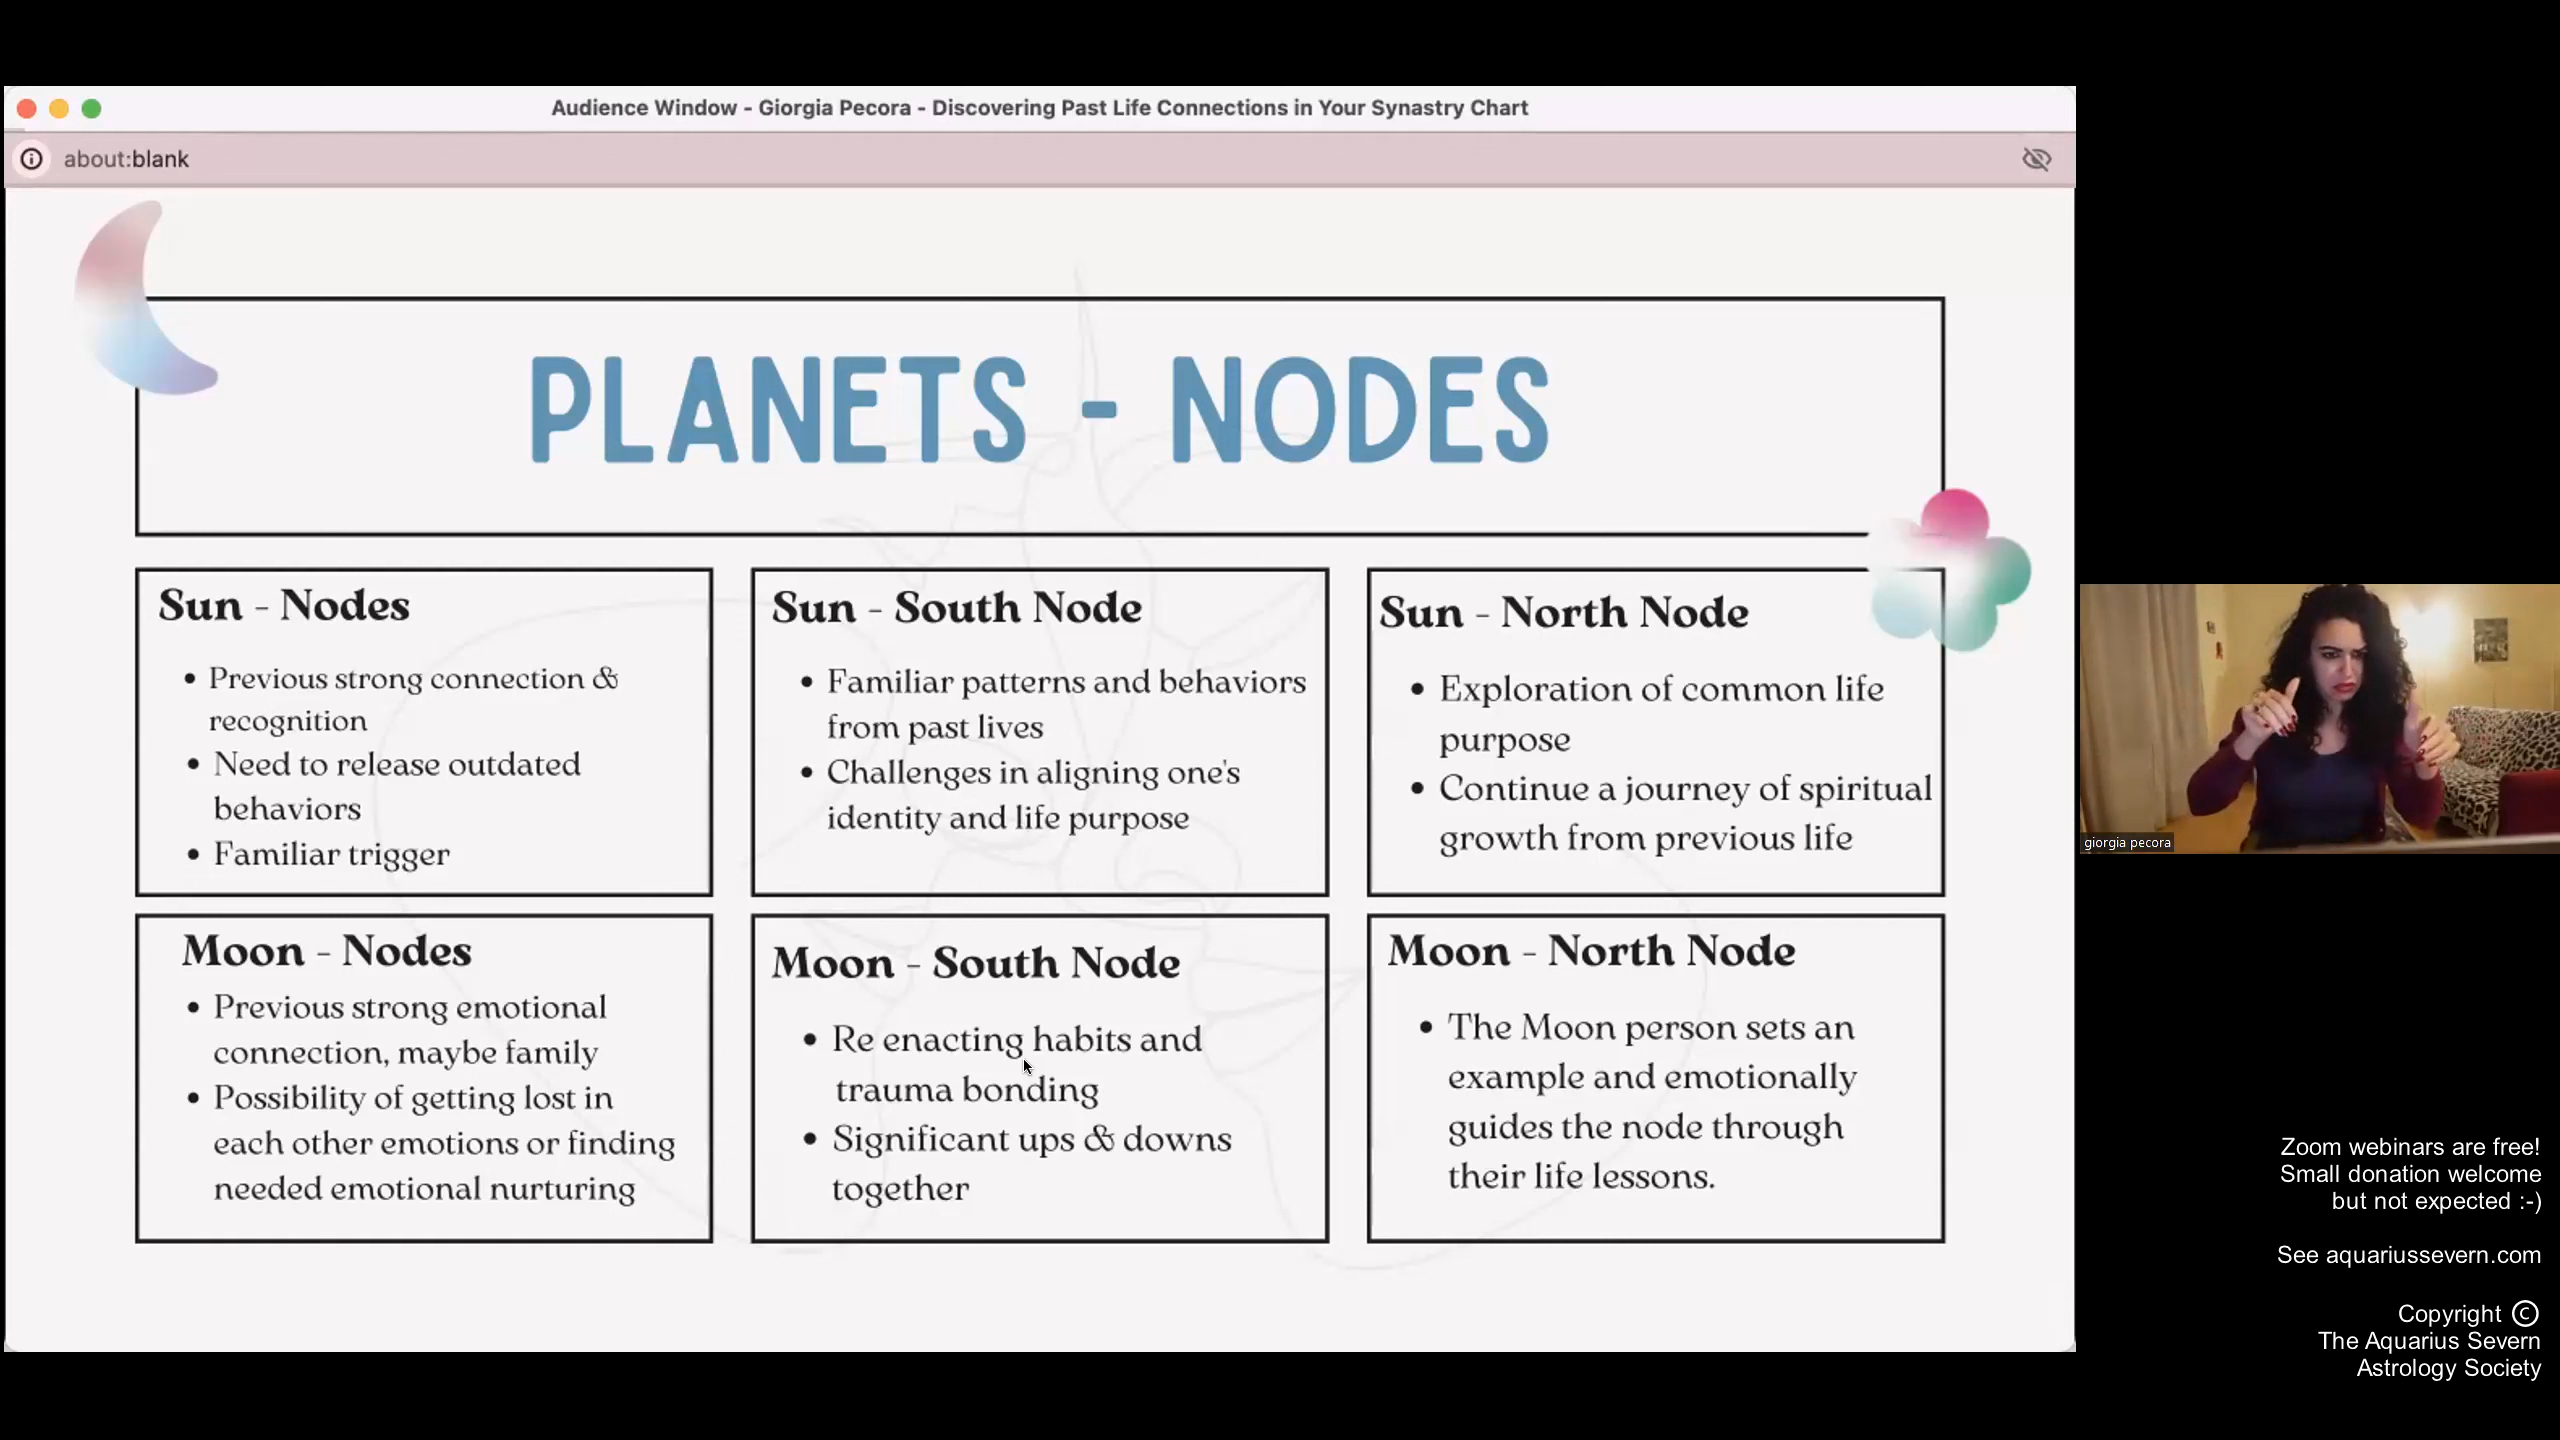 Audience Window - Giorgia Pecora - Discovering Past Life Connections in Your Synastry Chart
about:blank
PLANETS - NODES
Sun - Nodes
• Previous strong connection &
recognition
• Need to release outdated
behaviors
• Familiar trigger
Sun - South Node
• Familiar patterns and behaviors
from past lives
• Challenges in aligning one's
identity and life purpose
Sun - North Node
• Exploration of common life
purpose
• Continue a journey of spiritual
growth from previous life
Moon - Nodes
• Previous strong emotional
connection, maybe family
• Possibility of getting lost in
each other emotions or finding
needed emotional nurturing
Moon - South Node
• Re enacting habits and
trauma bonding
• Significant ups & downs
together
Moon - North Node
• The Moon person sets an
example and emotionally
guides the node through
their life lessons.
giorgia pecora
Zoom webinars are free!
Small donation welcome
but not expected :-)
See aquariussevern.com
Copyright ©
The Aquarius Severn
Astrology Society